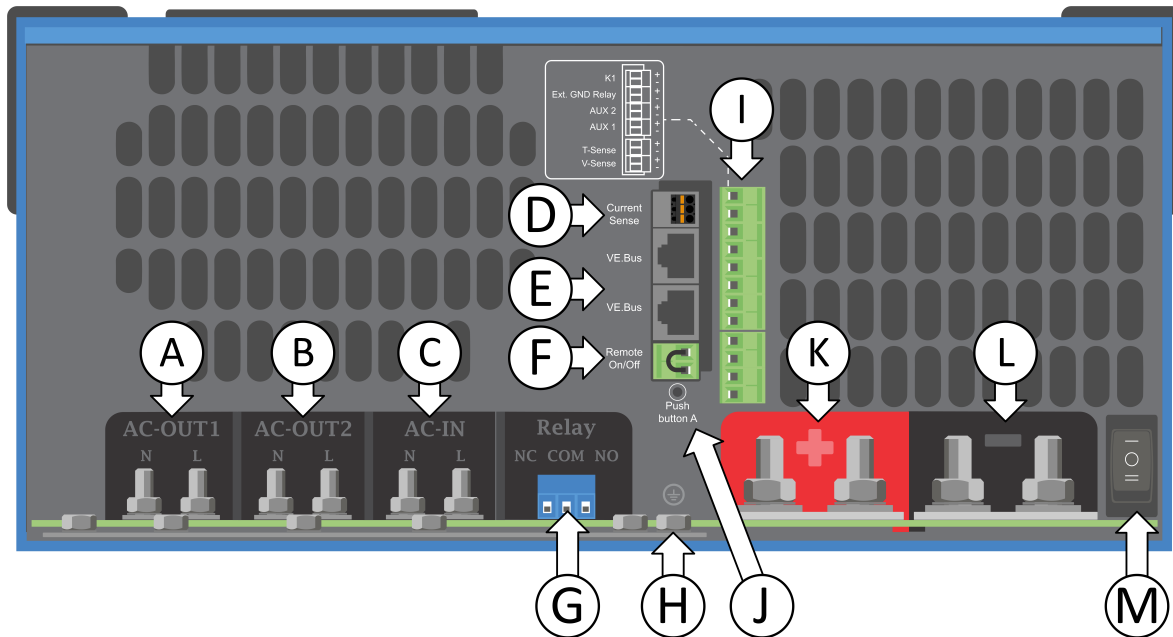 K1 + -
Ext. GND Relay + -
AUX 2 + -
AUX 1 + -
T-Sense + -
V-Sense + -
I
D
Current
Sense
VE.Bus
E
VE.Bus
F
Remote
On/Off
A
B
C
K
L
Push
button A
AC-OUT1
N L
AC-OUT2
N L
AC-IN
N L
Relay
NC COM NO
G
H
J
M